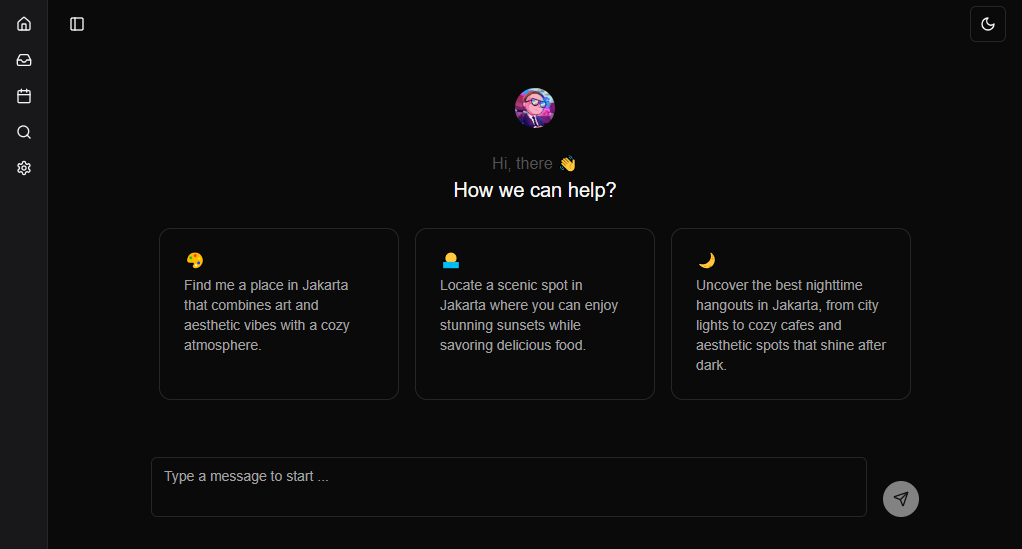 Hi, there 👋
How we can help?
🎨
Find me a place in Jakarta
that combines art and
aesthetic vibes with a cozy
atmosphere.
🌅
Locate a scenic spot in
Jakarta where you can enjoy
stunning sunsets while
savoring delicious food.
🌙
Uncover the best nighttime
hangouts in Jakarta, from city
lights to cozy cafes and
aesthetic spots that shine after
dark.
Type a message to start ...